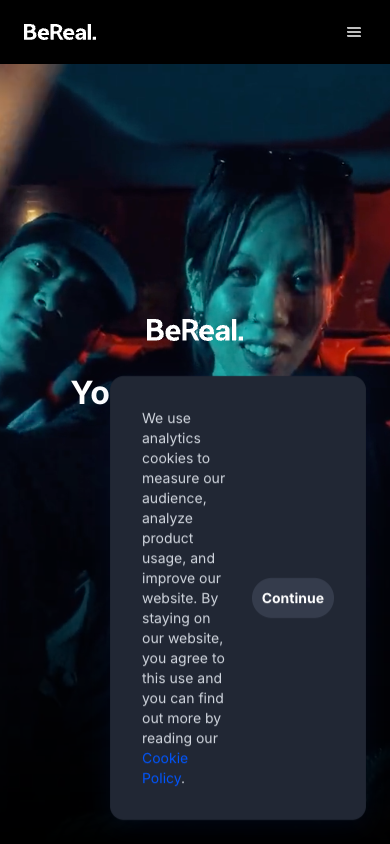 BeReal.
BeReal.
Yo
We use
analytics
cookies to
measure our
audience,
analyze
product
usage, and
improve our
website. By
staying on
our website,
you agree to
this use and
you can find
out more by
reading our
Cookie
Policy.
Continue